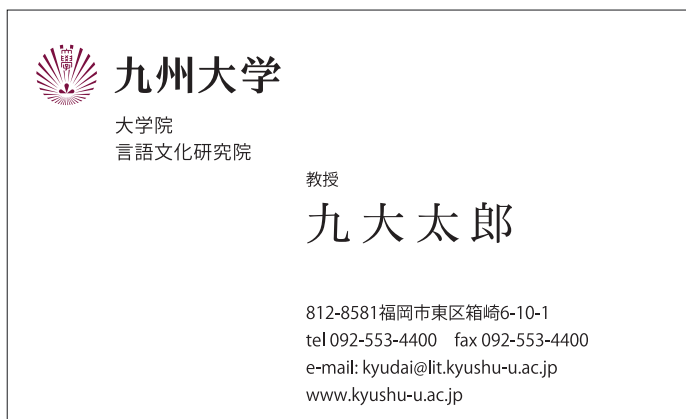 九州大学
大学院
言語文化研究院
教授
九大太郎
812-8581福岡市東区箱崎6-10-1
tel 092-553-4400　fax 092-553-4400
e-mail: kyudai@lit.kyushu-u.ac.jp
www.kyushu-u.ac.jp